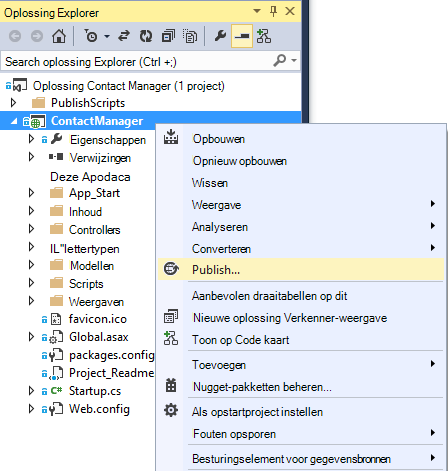 Oplossing Explorer
Search oplossing Explorer (Ctrl +;)
Oplossing Contact Manager (1 project)
PublishScripts
ContactManager
Eigenschappen
Verwijzingen
Deze Apodaca
App_Start
Inhoud
Controllers
IL"lettertypen
Modellen
Scripts
Weergaven
favicon.ico
Global.asax
packages.config
Project_Readme
Startup.cs
Web.config
Opbouwen
Opnieuw opbouwen
Wissen
Weergave
Analyseren
Converteren
Publish...
Aanbevolen draaitabellen op dit
Nieuwe oplossing Verkenner-weergave
Toon op Code kaart
Toevoegen
Nuget-pakketten beheren...
Als opstartproject instellen
Fouten opsporen
Besturingselement voor gegevensbronnen